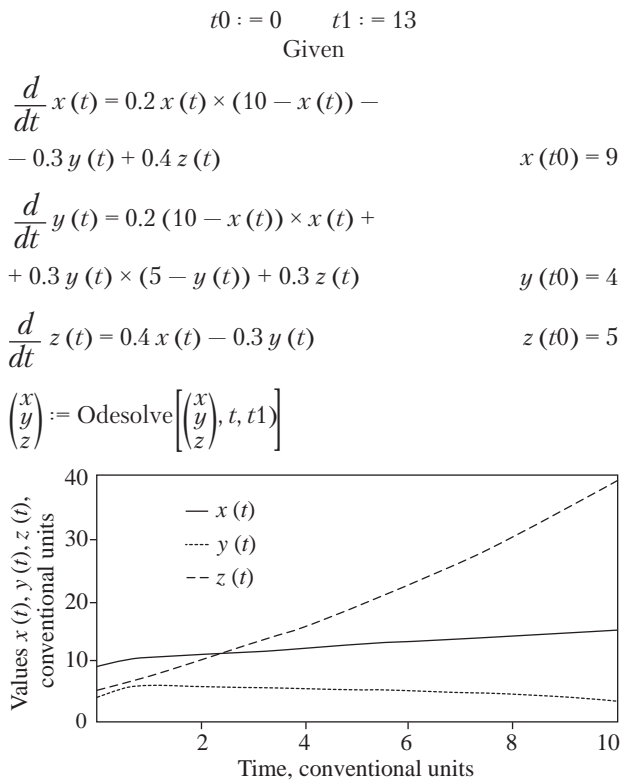 t0 : = 0 t1 : = 13
Given
d/dt x (t) = 0.2 x (t) × (10 – x (t)) –
– 0.3 y (t) + 0.4 z (t) x (t0) = 9
d/dt y (t) = 0.2 (10 – x (t)) × x (t) +
+ 0.3 y (t) × (5 – y (t)) + 0.3 z (t) y (t0) = 4
d/dt z (t) = 0.4 x (t) – 0.3 y (t) z (t0) = 5
(x y z) := Odesolve[(x y z), t, t1)]
Values x (t), y (t), z (t),
conventional units
40
30
20
10
0
x (t)
y (t)
z (t)
2 4 6 8 10
Time, conventional units